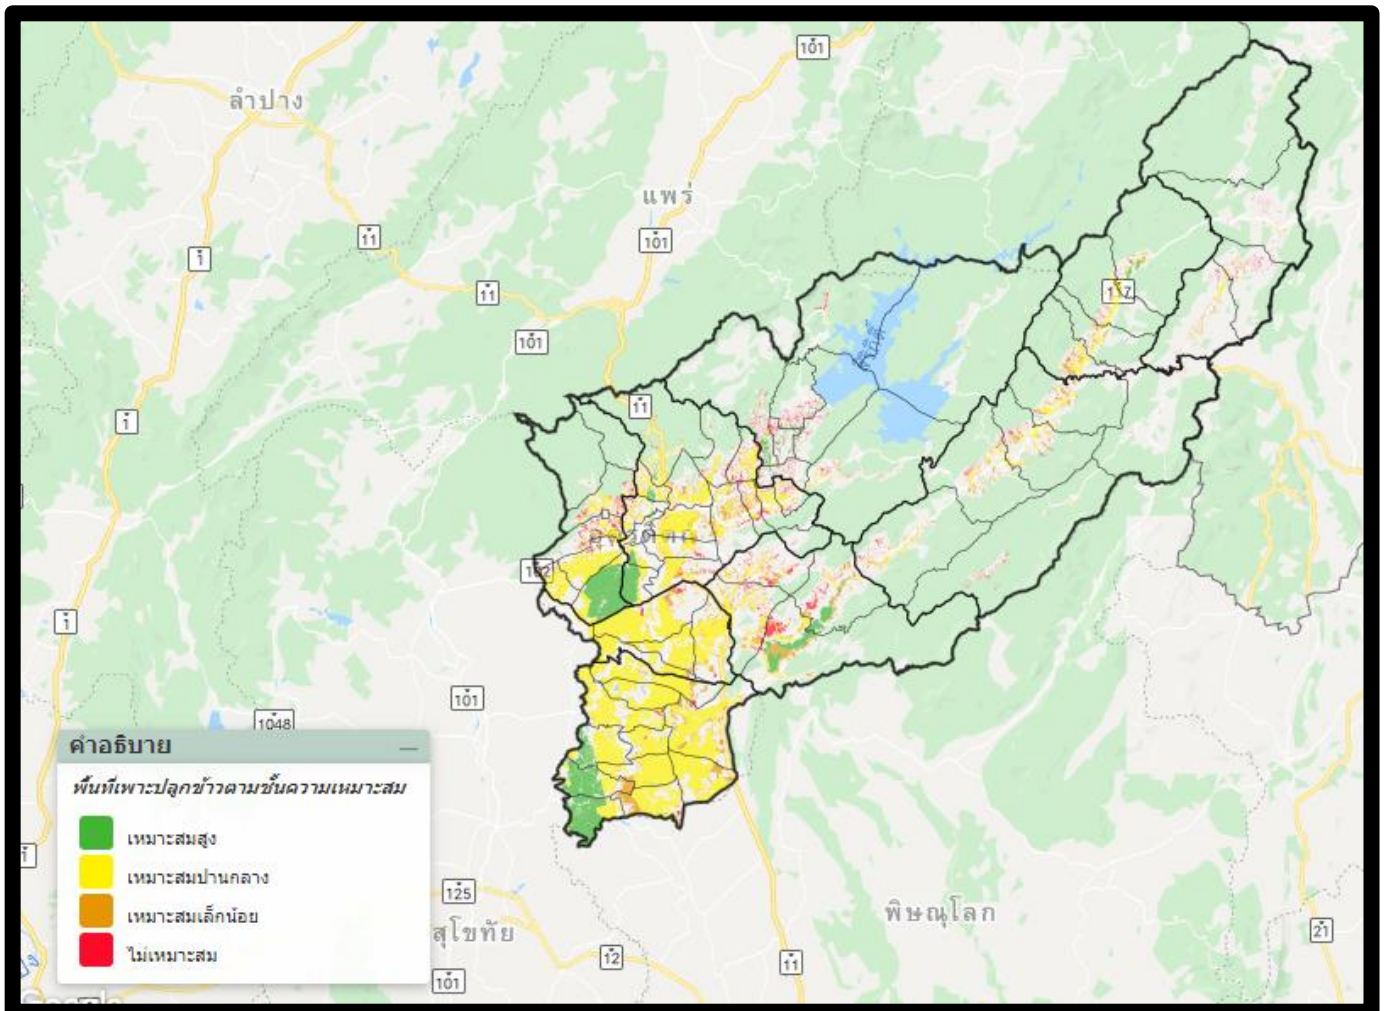 101
ลำปาง
แพร่
11
101
1
11
101
117
11
1
1
101
1048
คำอธิบาย
พื้นที่เพาะปลูกข้าวตามชั้นความเหมาะสม
เหมาะสมสูง
เหมาะสมปานกลาง
เหมาะสมเล็กน้อย
ไม่เหมาะสม
1
125
สุโขทัย
พิษณุโลก
21
12
11
101